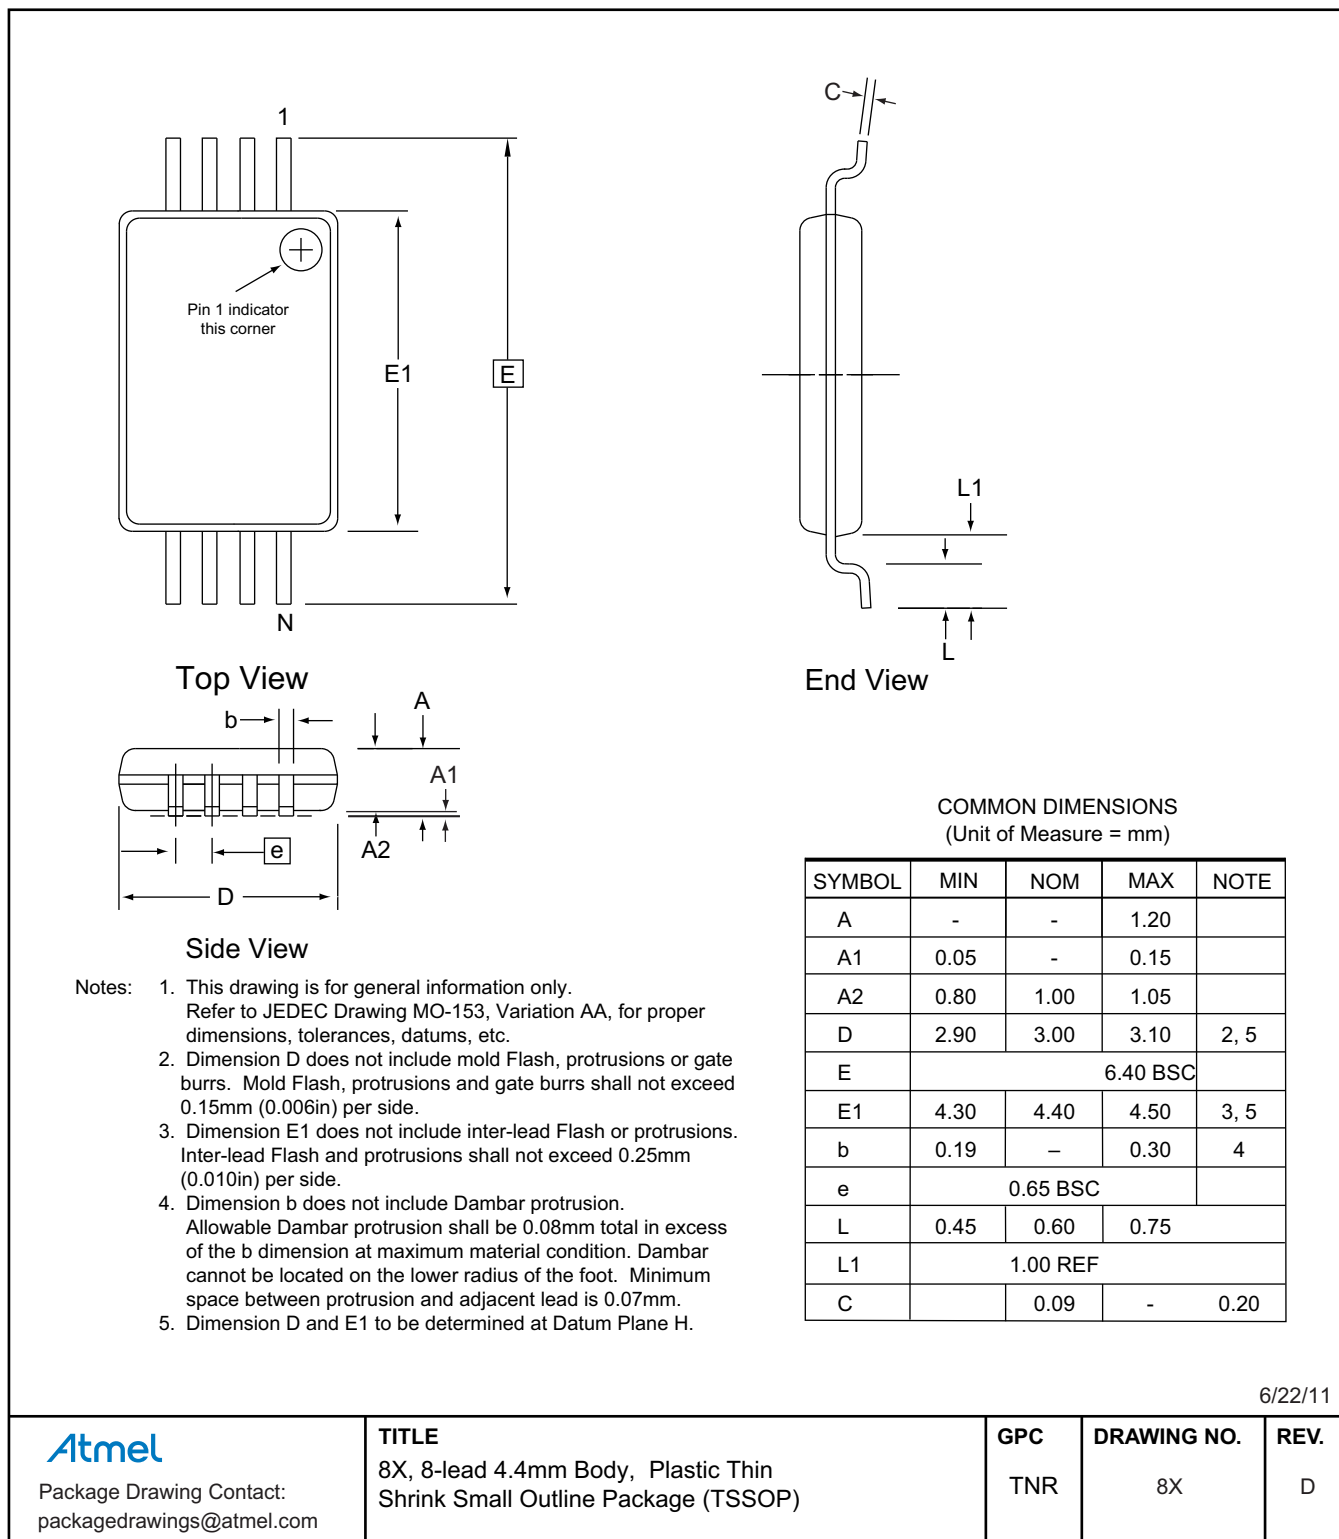 1
C
Pin 1 indicator
this corner
E1
E
L1
N
L
Top View
End View
b
A
A1
e
A2
D
Side View
COMMON DIMENSIONS
(Unit of Measure = mm)
SYMBOL MIN NOM MAX NOTE
A - - 1.20
A1 0.05 - 0.15
A2 0.80 1.00 1.05
D 2.90 3.00 3.10 2, 5
E 6.40 BSC
E1 4.30 4.40 4.50 3, 5
b 0.19 – 0.30 4
e 0.65 BSC
L 0.45 0.60 0.75
L1 1.00 REF
C 0.09 - 0.20
Notes: 1. This drawing is for general information only.
Refer to JEDEC Drawing MO-153, Variation AA, for proper
dimensions, tolerances, datums, etc.
2. Dimension D does not include mold Flash, protrusions or gate
burrs. Mold Flash, protrusions and gate burrs shall not exceed
0.15mm (0.006in) per side.
3. Dimension E1 does not include inter-lead Flash or protrusions.
Inter-lead Flash and protrusions shall not exceed 0.25mm
(0.010in) per side.
4. Dimension b does not include Dambar protrusion.
Allowable Dambar protrusion shall be 0.08mm total in excess
of the b dimension at maximum material condition. Dambar
cannot be located on the lower radius of the foot. Minimum
space between protrusion and adjacent lead is 0.07mm.
5. Dimension D and E1 to be determined at Datum Plane H.
6/22/11
Atmel
Package Drawing Contact:
packagedrawings@atmel.com
TITLE
8X, 8-lead 4.4mm Body, Plastic Thin
Shrink Small Outline Package (TSSOP)
GPC
TNR
DRAWING NO.
8X
REV.
D